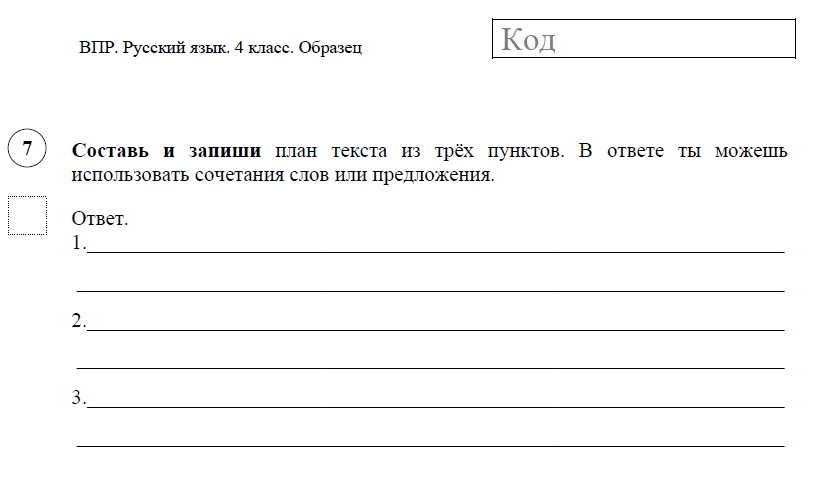 ВПР. Русский язык. 4 класс. Образец
Код
7
Составь и запиши план текста из трёх пунктов. В ответе ты можешь
использовать сочетания слов или предложения.
Ответ.
1.
2.
3.